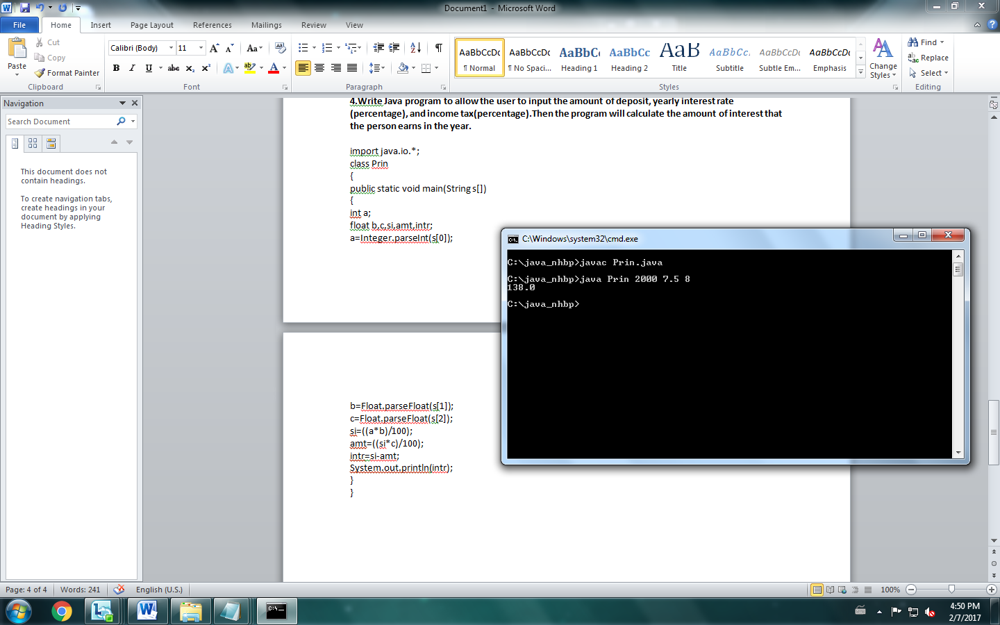 Document1 - Microsoft Word
File Home Insert Page Layout References Mailings Review View
Paste Cut Copy Format Painter
Clipboard
Calibri (Body) 11
Font
Paragraph
AaBbCcDc AaBbCcDc AaBbCc AaBbCc AaB AaBbCc. AaBbCcDc AaBbCcDc
¶ Normal ¶ No Spaci... Heading 1 Heading 2 Title Subtitle Subtle Em... Emphasis
Change Styles
Styles
Find
Replace
Select
Editing
Navigation
Search Document
This document does not
contain headings.
To create navigation tabs,
create headings in your
document by applying
Heading Styles.
4.Write Java program to allow the user to input the amount of deposit, yearly interest rate
(percentage), and income tax(percentage).Then the program will calculate the amount of interest that
the person earns in the year.
import java.io.*;
class Prin
{
public static void main(String s[])
{
int a;
float b,c,si,amt,intr;
a=Integer.parseInt(s[0]);
b=Float.parseFloat(s[1]);
c=Float.parseFloat(s[2]);
si=((a*b)/100);
amt=((si*c)/100);
intr=si-amt;
System.out.println(intr);
}
}
C:\Windows\system32\cmd.exe
C:\java_nhbp>javac Prin.java
C:\java_nhbp>java Prin 2000 7.5 8
138.0
C:\java_nhbp>
Page: 4 of 4 Words: 241 English (U.S.) 100%
4:50 PM
2/7/2017